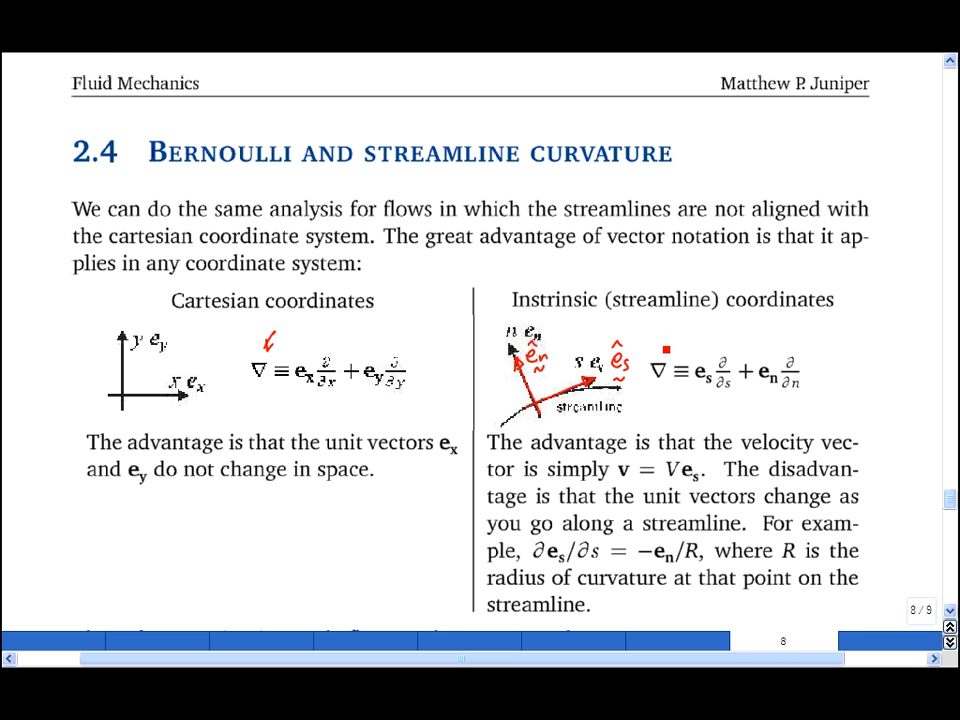 Fluid Mechanics Matthew P. Juniper
2.4 BERNOULLI AND STREAMLINE CURVATURE
We can do the same analysis for flows in which the streamlines are not aligned with
the cartesian coordinate system. The great advantage of vector notation is that it ap-
plies in any coordinate system:
Cartesian coordinates
y e_y
x e_x
∇ ≡ e_x ∂/∂x + e_y ∂/∂y
The advantage is that the unit vectors e_x
and e_y do not change in space.
Instrinsic (streamline) coordinates
n e_n
ê_n
ê_s
streamline
∇ ≡ e_s ∂/∂s + e_n ∂/∂n
The advantage is that the velocity vec-
tor is simply v = Ve_s. The disadvan-
tage is that the unit vectors change as
you go along a streamline. For exam-
ple, ∂e_s/∂s = −e_n/R, where R is the
radius of curvature at that point on the
streamline.
8 / 9
8